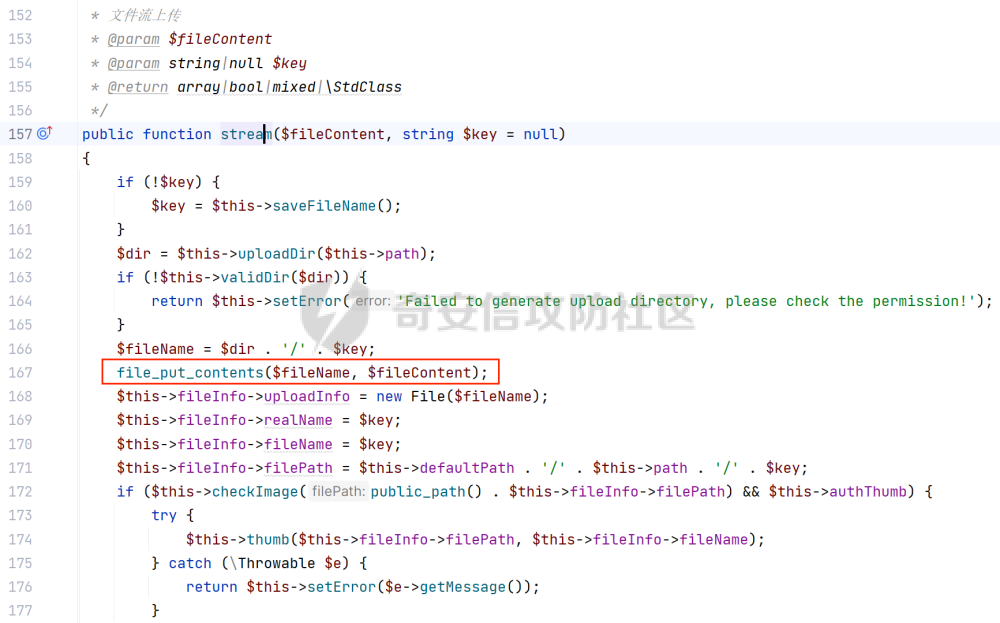 152 * 文件流上传
153 * @param $fileContent
154 * @param string|null $key
155 * @return array|bool|mixed|\StdClass
156 */
157 public function stream($fileContent, string $key = null)
158 {
159 if (!$key) {
160 $key = $this->saveFileName();
161 }
162 $dir = $this->uploadDir($this->path);
163 if (!$this->validDir($dir)) {
164 return $this->setError( error: 'Failed to generate upload directory, please check the permission!');
165 }
166 $fileName = $dir . '/' . $key;
167 file_put_contents($fileName, $fileContent);
168 $this->fileInfo->uploadInfo = new File($fileName);
169 $this->fileInfo->realName = $key;
170 $this->fileInfo->fileName = $key;
171 $this->fileInfo->filePath = $this->defaultPath . '/' . $this->path . '/' . $key;
172 if ($this->checkImage( filePath: public_path() . $this->fileInfo->filePath) && $this->authThumb) {
173 try {
174 $this->thumb($this->fileInfo->filePath, $this->fileInfo->fileName);
175 } catch (\Throwable $e) {
176 return $this->setError($e->getMessage());
177 }
奇安信攻防社区